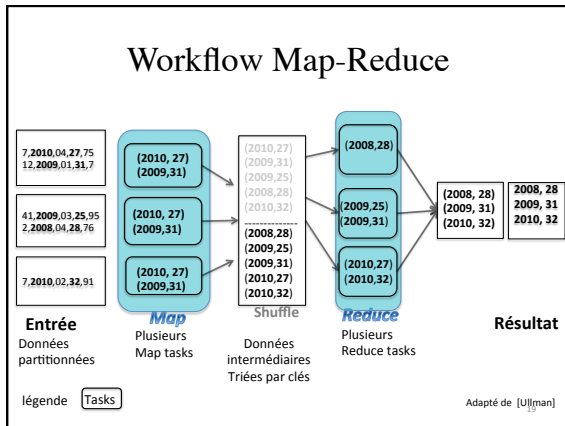 Workflow Map-Reduce
7,2010,04,27,75
12,2009,01,31,7
41,2009,03,25,95
2,2008,04,28,76
7,2010,02,32,91
Entrée
Données
partitionnées
(2010, 27)
(2009,31)
(2010, 27)
(2009,31)
(2010, 27)
(2009,31)
Map
Plusieurs
Map tasks
(2010,27)
(2009,31)
(2009,25)
(2008,28)
(2010,32)
----------------
(2008,28)
(2009,25)
(2009,31)
(2010,27)
(2010,32)
Shuffle
Données
intermédiaires
Triées par clés
(2008,28)
(2009,25)
(2009,31)
(2010,27)
(2010,32)
Reduce
Plusieurs
Reduce tasks
(2008, 28)
(2009, 31)
(2010, 32)
2008, 28
2009, 31
2010, 32
Résultat
légende Tasks
Adapté de [Ullman]
19